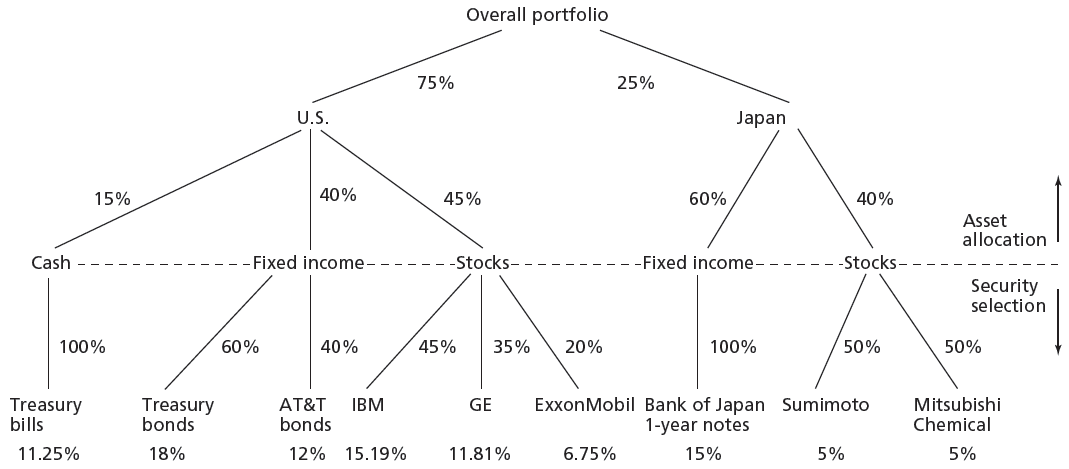 Overall portfolio
75% 25%
U.S. Japan
15% 40% 45% 60% 40%
Asset
allocation
Cash Fixed income Stocks Fixed income Stocks
Security
selection
100% 60% 40% 45% 35% 20% 100% 50% 50%
Treasury Treasury AT&T IBM GE ExxonMobil Bank of Japan Sumimoto Mitsubishi
bills bonds bonds 1-year notes Chemical
11.25% 18% 12% 15.19% 11.81% 6.75% 15% 5% 5%